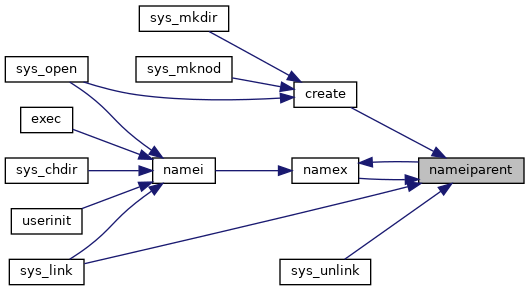 sys_mkdir
sys_open
sys_mknod
create
exec
sys_chdir
namei
namex
nameiparent
userinit
sys_link
sys_unlink